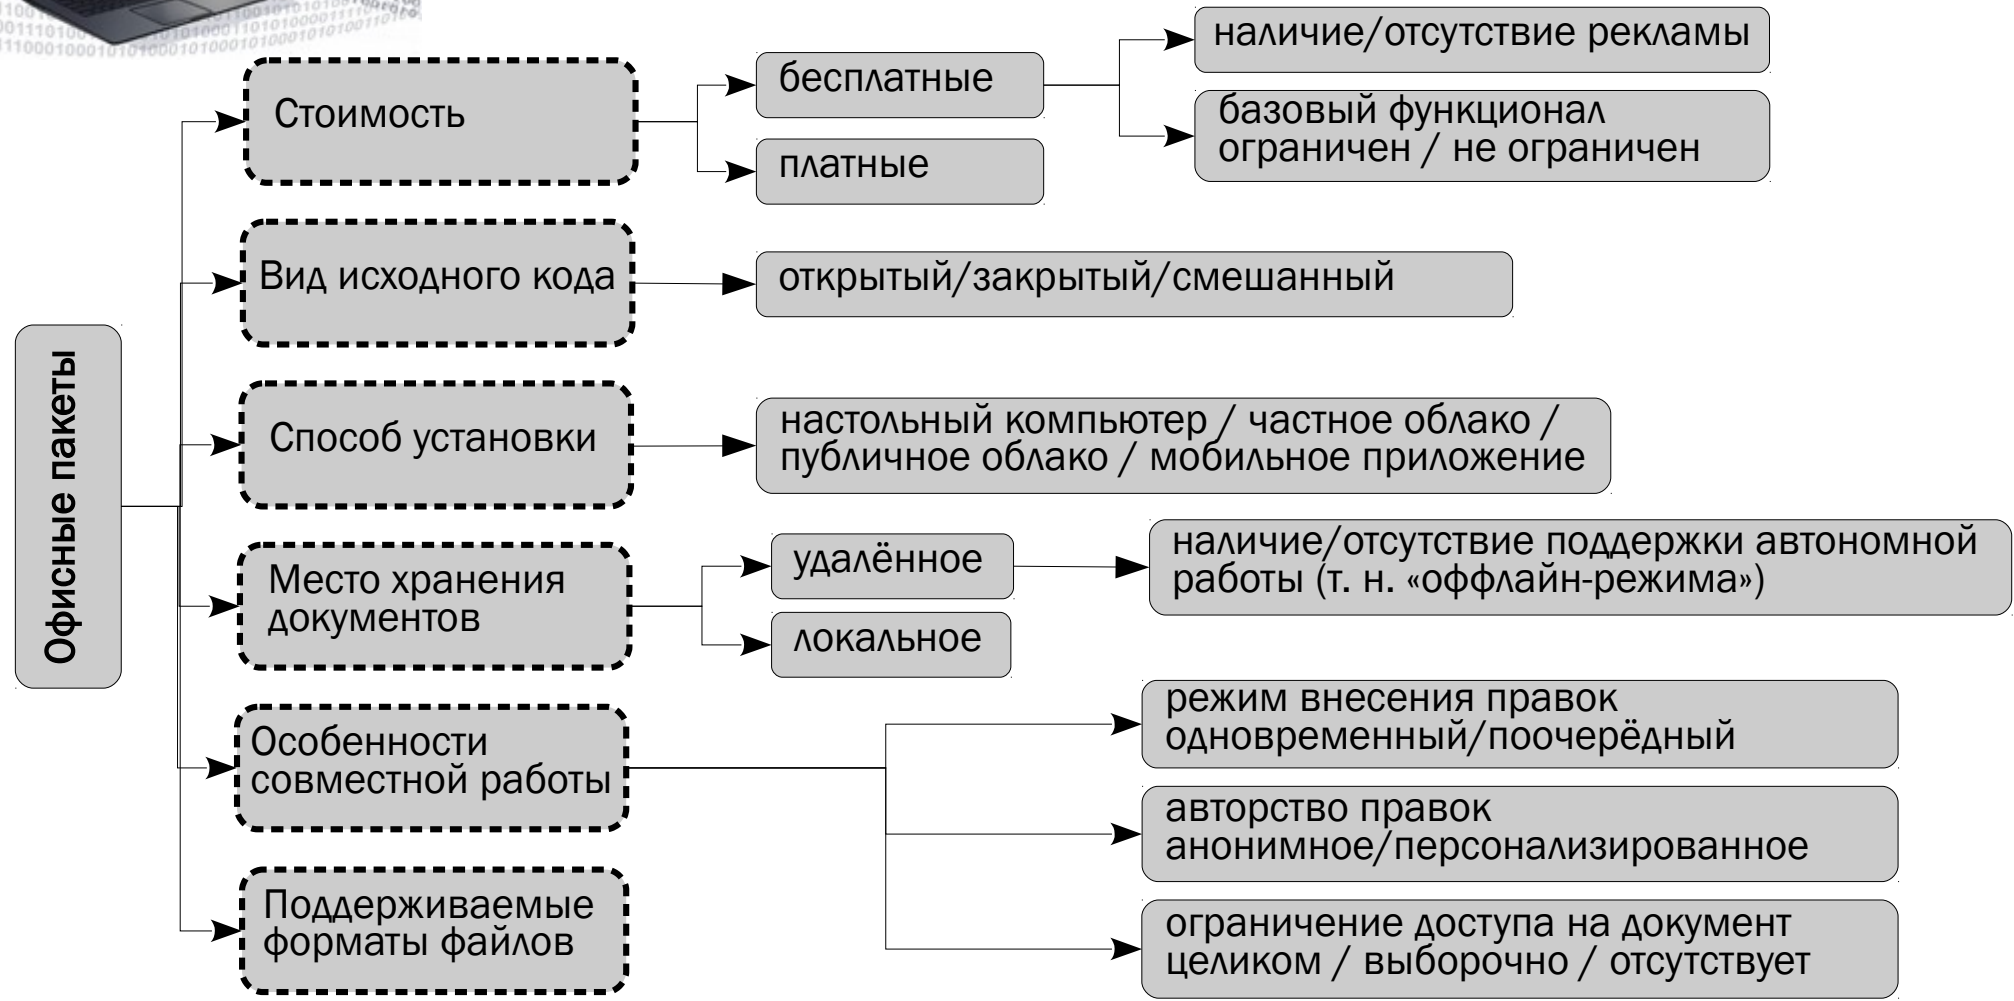 Офисные пакеты
Стоимость
бесплатные
наличие/отсутствие рекламы
базовый функционал
ограничен / не ограничен
платные
Вид исходного кода
открытый/закрытый/смешанный
Способ установки
настольный компьютер / частное облако /
публичное облако / мобильное приложение
Место хранения
документов
удалённое
наличие/отсутствие поддержки автономной
работы (т. н. «оффлайн-режима»)
локальное
Особенности
совместной работы
режим внесения правок
одновременный/поочерёдный
авторство правок
анонимное/персонализированное
ограничение доступа на документ
целиком / выборочно / отсутствует
Поддерживаемые
форматы файлов